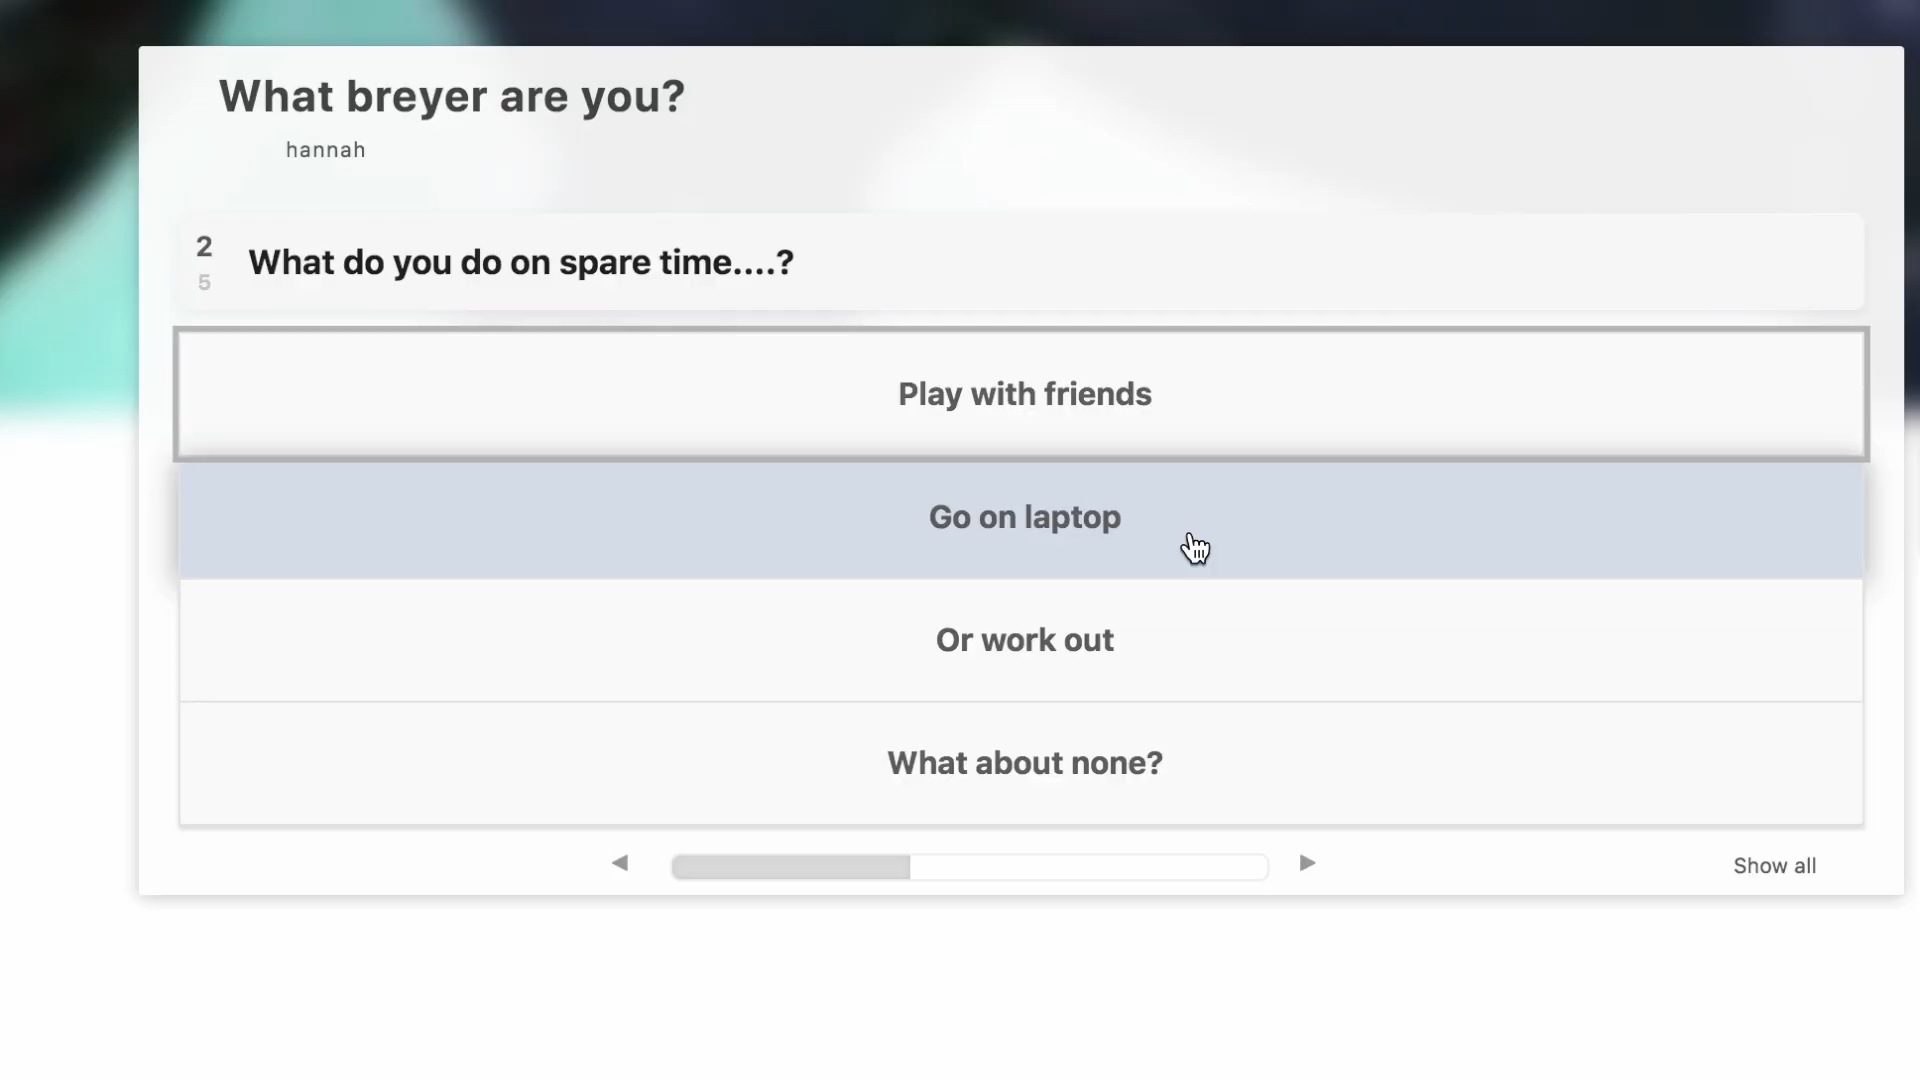 What breyer are you?
hannah
2
5
What do you do on spare time....?
Play with friends
Go on laptop
Or work out
What about none?
Show all